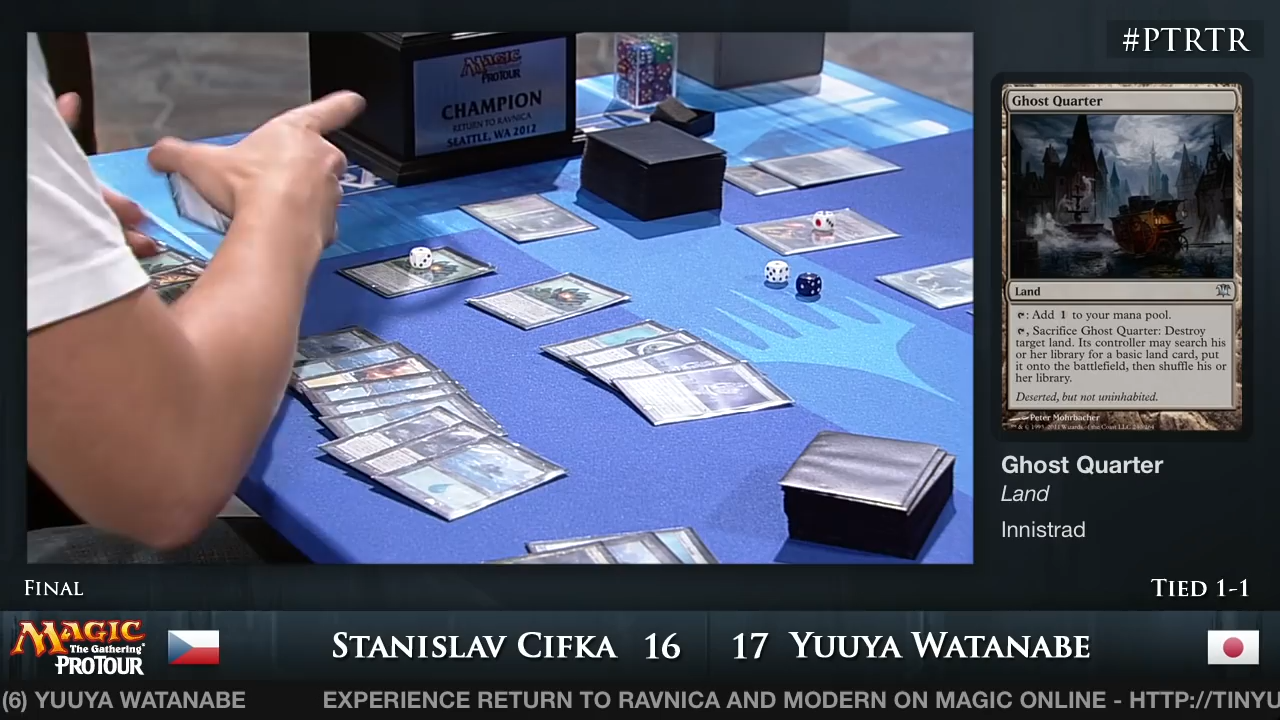 #PTRTR
MAGIC
PRO TOUR
CHAMPION
RETURN TO RAVNICA
SEATTLE, WA 2012
Ghost Quarter
Land
: Add 1 to your mana pool.
, Sacrifice Ghost Quarter: Destroy
target land. Its controller may search his
or her library for a basic land card, put
it onto the battlefield, then shuffle his or
her library.
Deserted, but not uninhabited.
Peter Mohrbacher
Ghost Quarter
Land
Innistrad
FINAL
TIED 1-1
MAGIC
The Gathering
PRO TOUR
STANISLAV CIFKA 16
17 YUUYA WATANABE
(6) YUUYA WATANABE EXPERIENCE RETURN TO RAVNICA AND MODERN ON MAGIC ONLINE - HTTP://TINYU